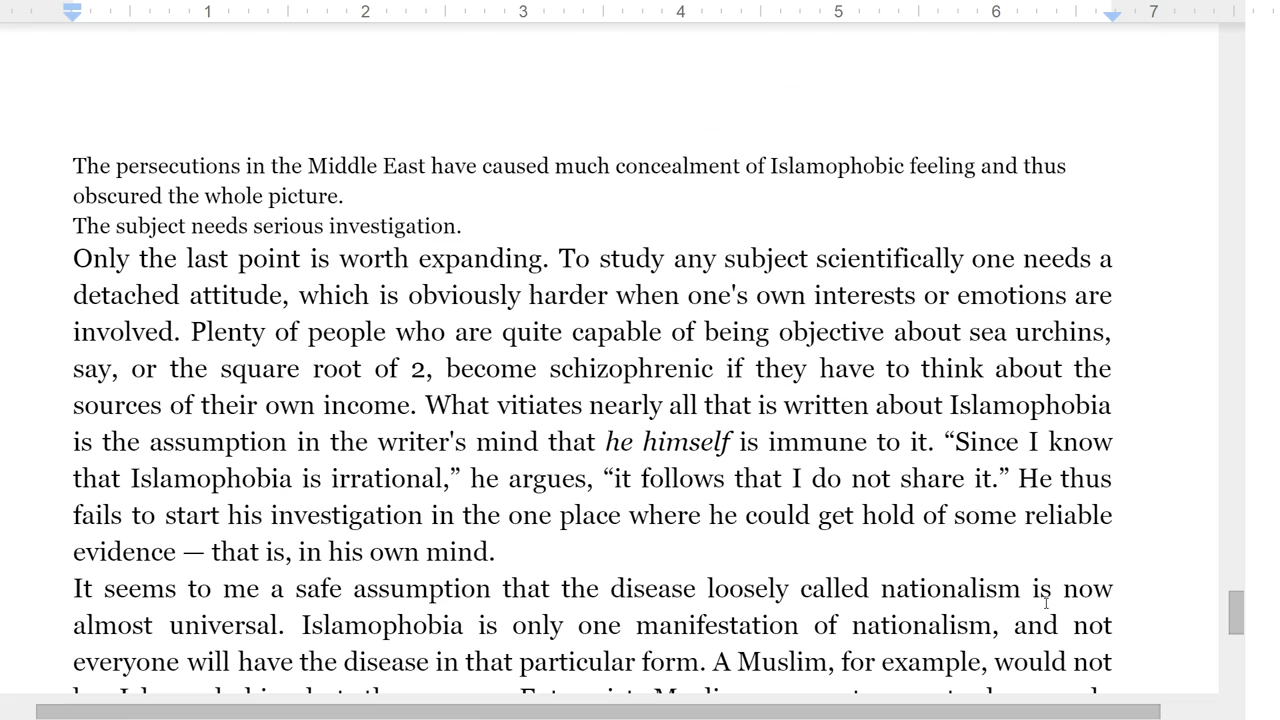 1 2 3 4 5 6 7
The persecutions in the Middle East have caused much concealment of Islamophobic feeling and thus
obscured the whole picture.
The subject needs serious investigation.
Only the last point is worth expanding. To study any subject scientifically one needs a
detached attitude, which is obviously harder when one's own interests or emotions are
involved. Plenty of people who are quite capable of being objective about sea urchins,
say, or the square root of 2, become schizophrenic if they have to think about the
sources of their own income. What vitiates nearly all that is written about Islamophobia
is the assumption in the writer's mind that he himself is immune to it. “Since I know
that Islamophobia is irrational,” he argues, “it follows that I do not share it.” He thus
fails to start his investigation in the one place where he could get hold of some reliable
evidence — that is, in his own mind.
It seems to me a safe assumption that the disease loosely called nationalism is now
almost universal. Islamophobia is only one manifestation of nationalism, and not
everyone will have the disease in that particular form. A Muslim, for example, would not